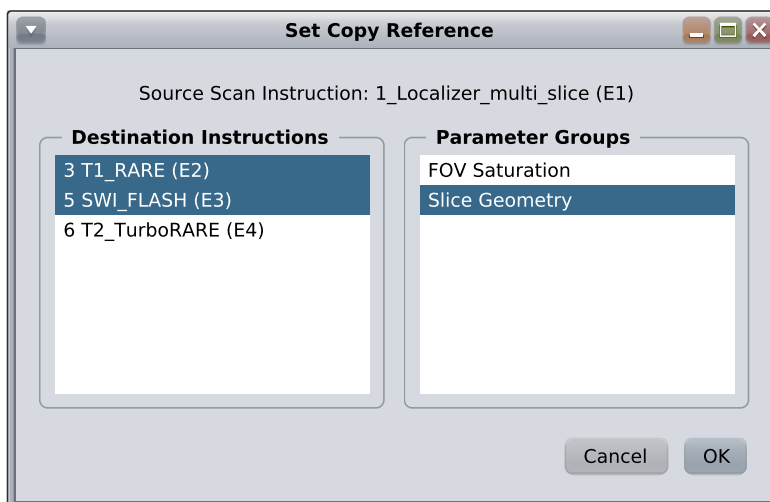 Set Copy Reference
Source Scan Instruction: 1_Localizer_multi_slice (E1)
Destination Instructions
3 T1_RARE (E2)
5 SWI_FLASH (E3)
6 T2_TurboRARE (E4)
Parameter Groups
FOV Saturation
Slice Geometry
Cancel
OK